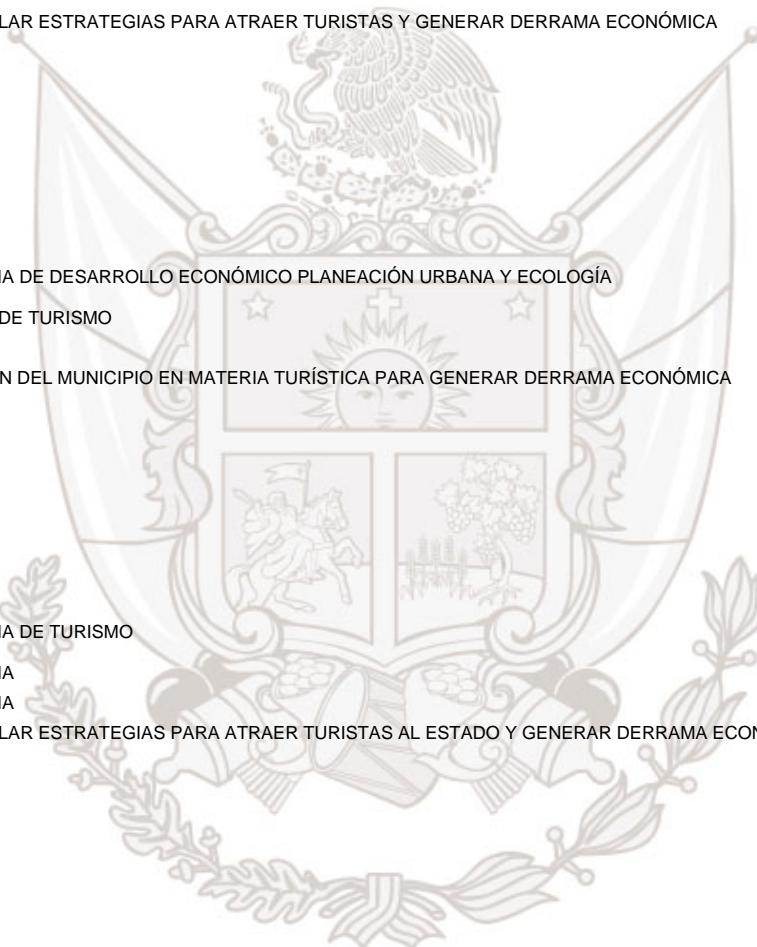 LAR ESTRATEGIAS PARA ATRAER TURISTAS Y GENERAR DERRAMA ECONÓMICA
IA DE DESARROLLO ECONÓMICO PLANEACIÓN URBANA Y ECOLOGÍA
DE TURISMO
N DEL MUNICIPIO EN MATERIA TURÍSTICA PARA GENERAR DERRAMA ECONÓMICA
IA DE TURISMO
IA
IA
LAR ESTRATEGIAS PARA ATRAER TURISTAS AL ESTADO Y GENERAR DERRAMA ECON